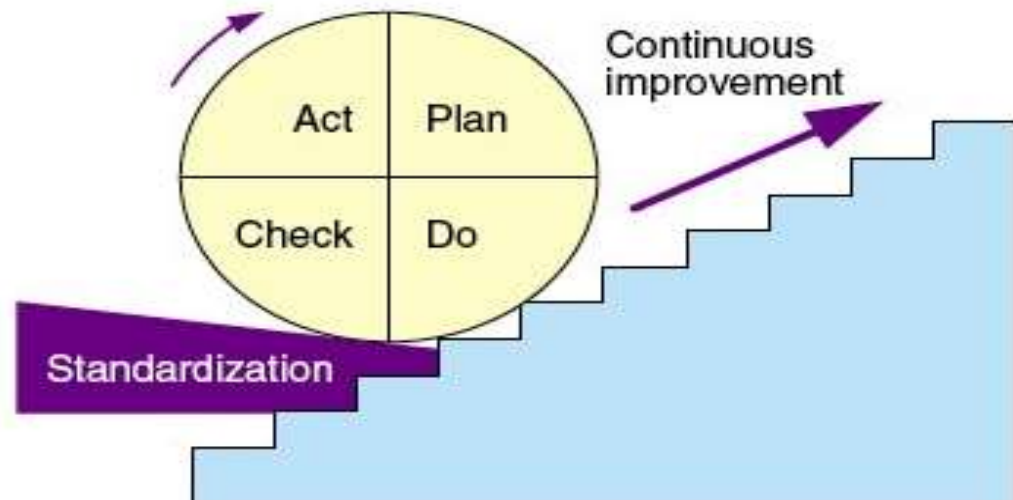 Continuous
improvement
Act
Plan
Check
Do
Standardization